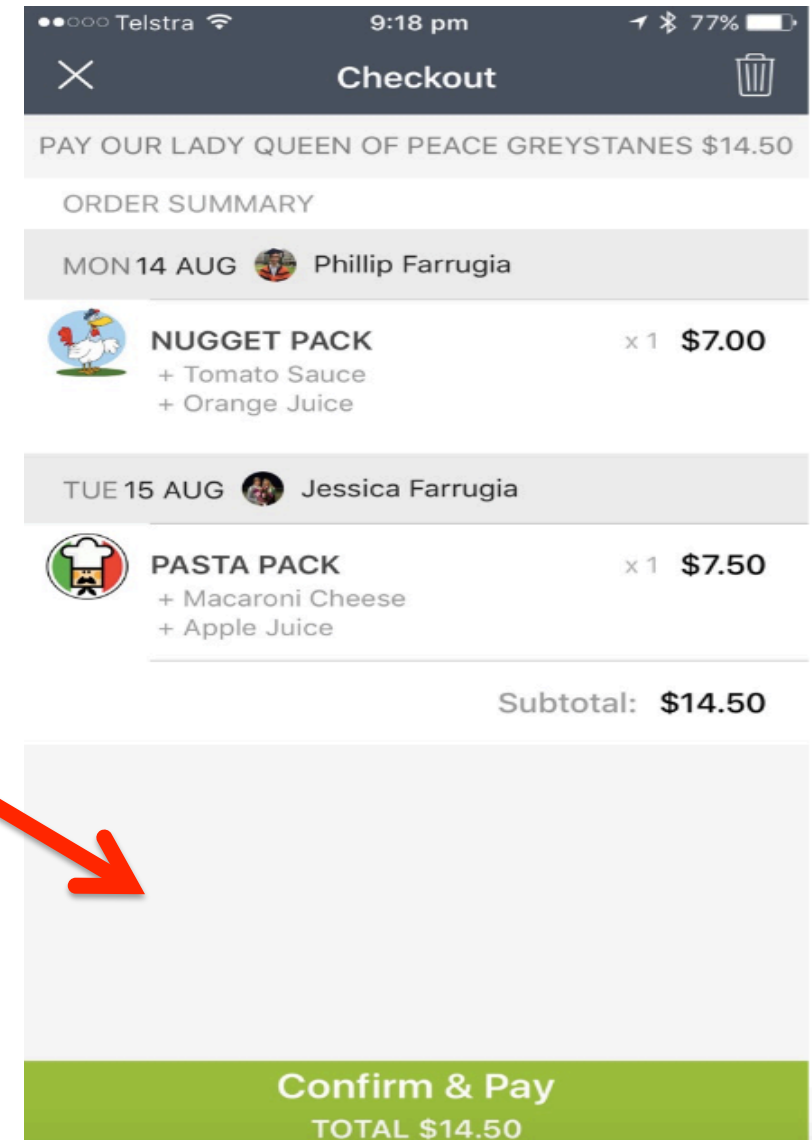 Telstra 9:18 pm 77%
Checkout
PAY OUR LADY QUEEN OF PEACE GREYSTANES $14.50
ORDER SUMMARY
MON 14 AUG Phillip Farrugia
NUGGET PACK x 1 $7.00
+ Tomato Sauce
+ Orange Juice
TUE 15 AUG Jessica Farrugia
PASTA PACK x 1 $7.50
+ Macaroni Cheese
+ Apple Juice
Subtotal: $14.50
Confirm & Pay
TOTAL $14.50